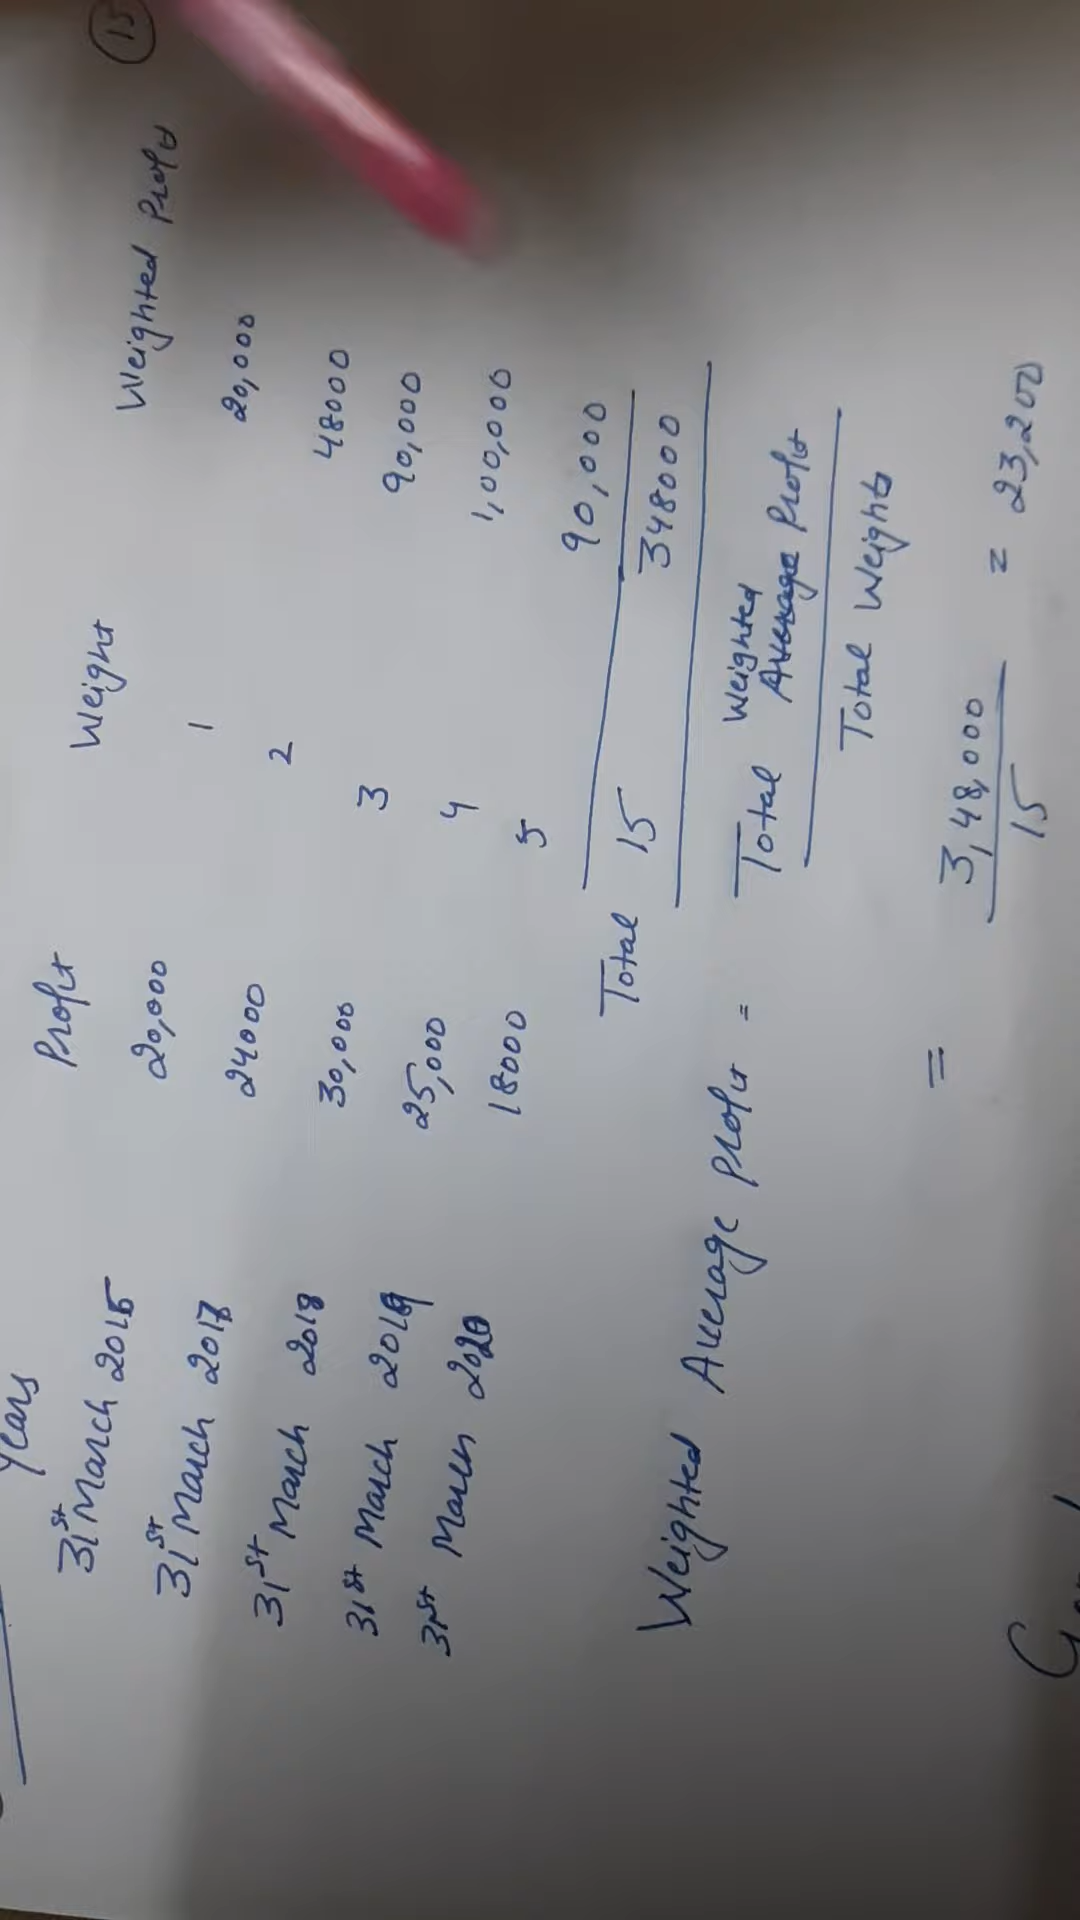 15
Years Profit Weight Weighted Profit
31st March 2015 20,000 1 20,000
31st March 2017 24000 2 48000
31st March 2018 30,000 3 90,000
31st March 2019 25,000 4 1,00,000
31st March 2020 18000 5 90,000
Total 15 348000
Weighted Average Profit = Total Weighted Average Profit
Total Weights
= 3,48,000 = 23,200
15